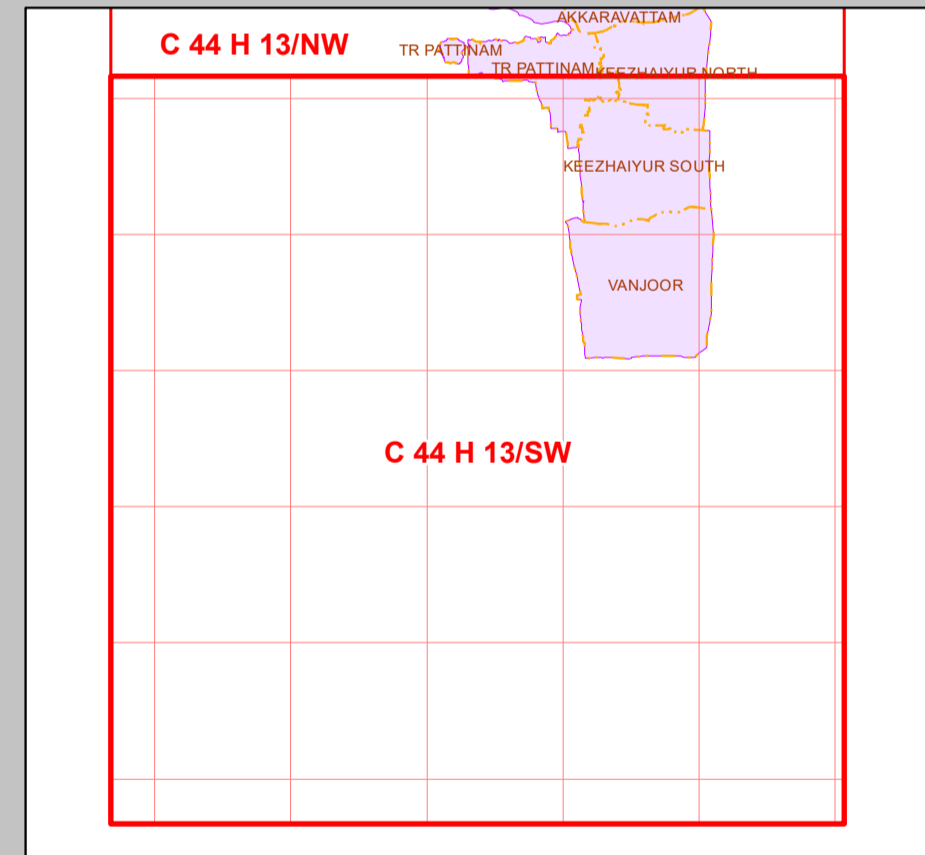 AKKARAVATTAM
C 44 H 13/NW
TR PATTINAM
TR PATTINAM
KEEZHAIYUR NORTH
KEEZHAIYUR SOUTH
VANJOOR
C 44 H 13/SW